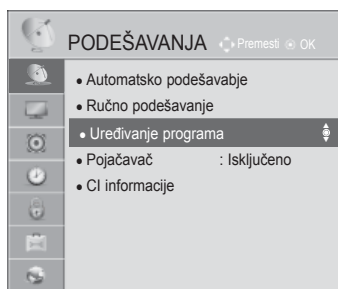 PODEŠAVANJA Premesti OK
• Automatsko podešavabje
• Ručno podešavanje
• Uređivanje programa
• Pojačavač : Isključeno
• CI informacije